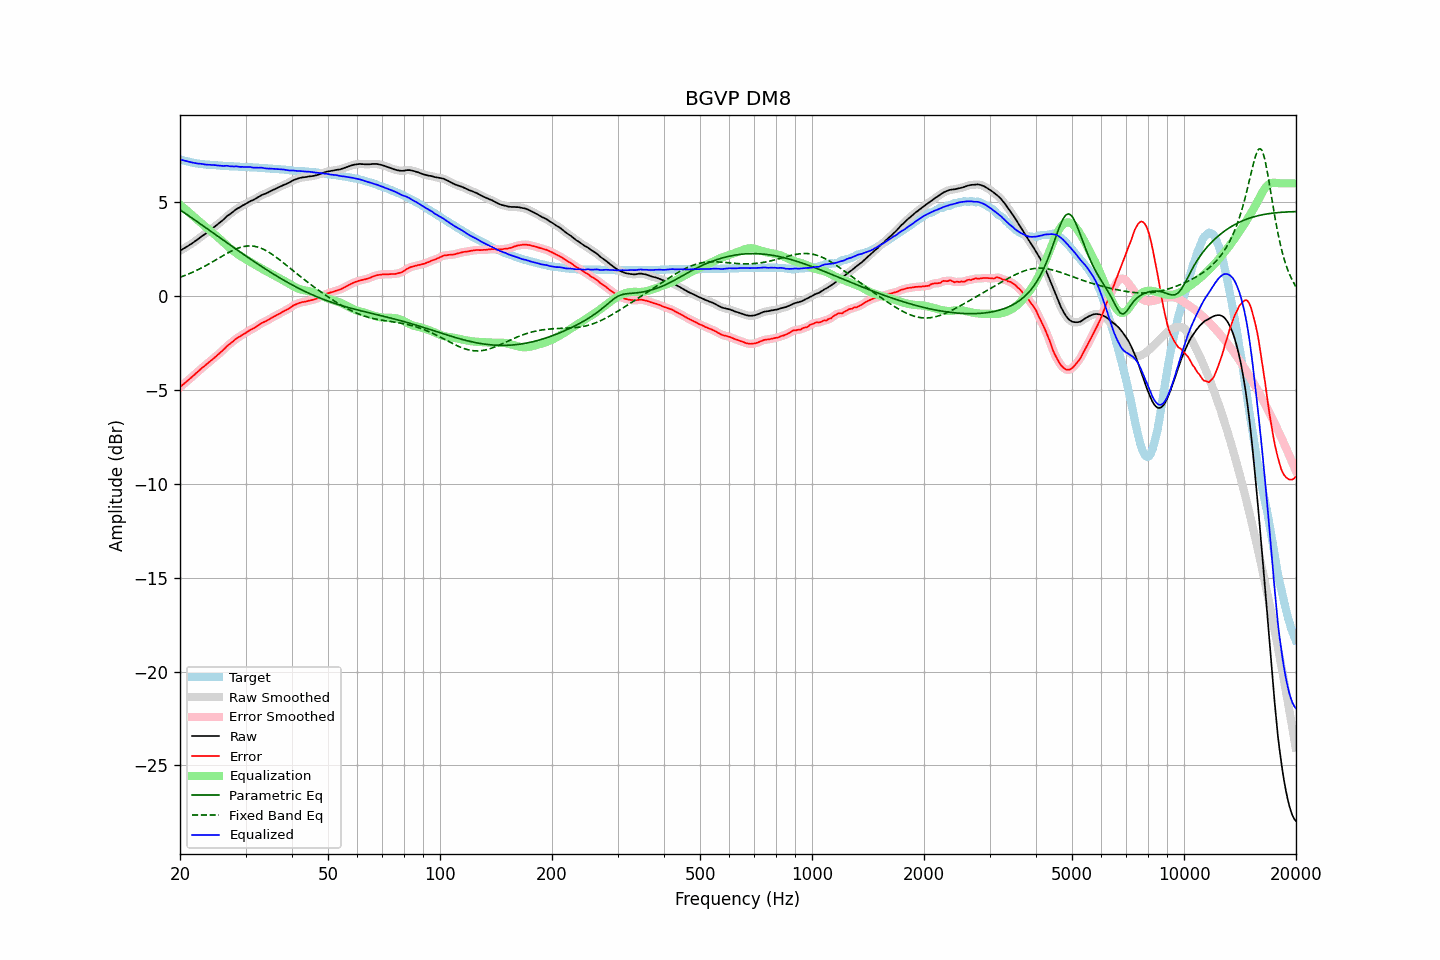 BGVP DM8
5
0
−5
−10
−15
−20
−25
Amplitude (dBr)
Target
Raw Smoothed
Error Smoothed
Raw
Error
Equalization
Parametric Eq
Fixed Band Eq
Equalized
20 50 100 200 500 1000 2000 5000 10000 20000
Frequency (Hz)